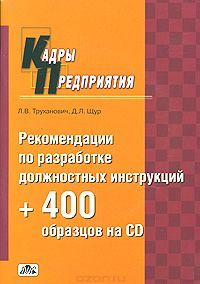 Кадры
Предприятия
Л.В. Труханович, Д.Л. Щур
Рекомендации
по разработке
должностных инструкций
+ 400
образцов на CD